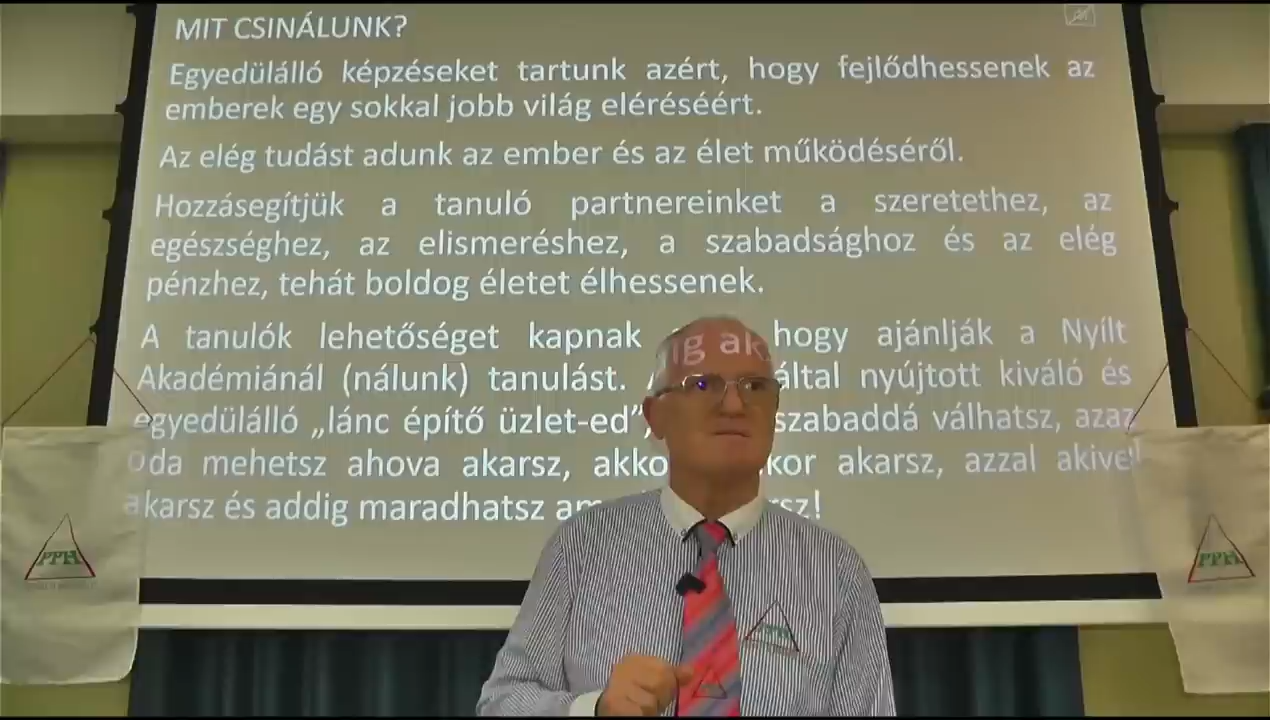 MIT CSINÁLUNK?
Egyedülálló képzéseket tartunk azért, hogy fejlődhessenek az
emberek egy sokkal jobb világ eléréséért.
Az elég tudást adunk az ember és az élet működéséről.
Hozzásegítjük a tanuló partnereinket a szeretethez, az
egészséghez, az elismeréshez, a szabadsághoz és az elég
pénzhez, tehát boldog életet élhessenek.
A tanulók lehetőséget kapnak hogy ajánlják a Nyílt
Akadémiánál (nálunk) tanulást. által nyújtott kiváló és
egyedülálló „lánc építő üzlet-ed”, szabaddá válhatsz, azaz
oda mehetsz ahova akarsz, akarsz, azzal akivel
akarsz és addig maradhatsz
PPH
PPH
PPH